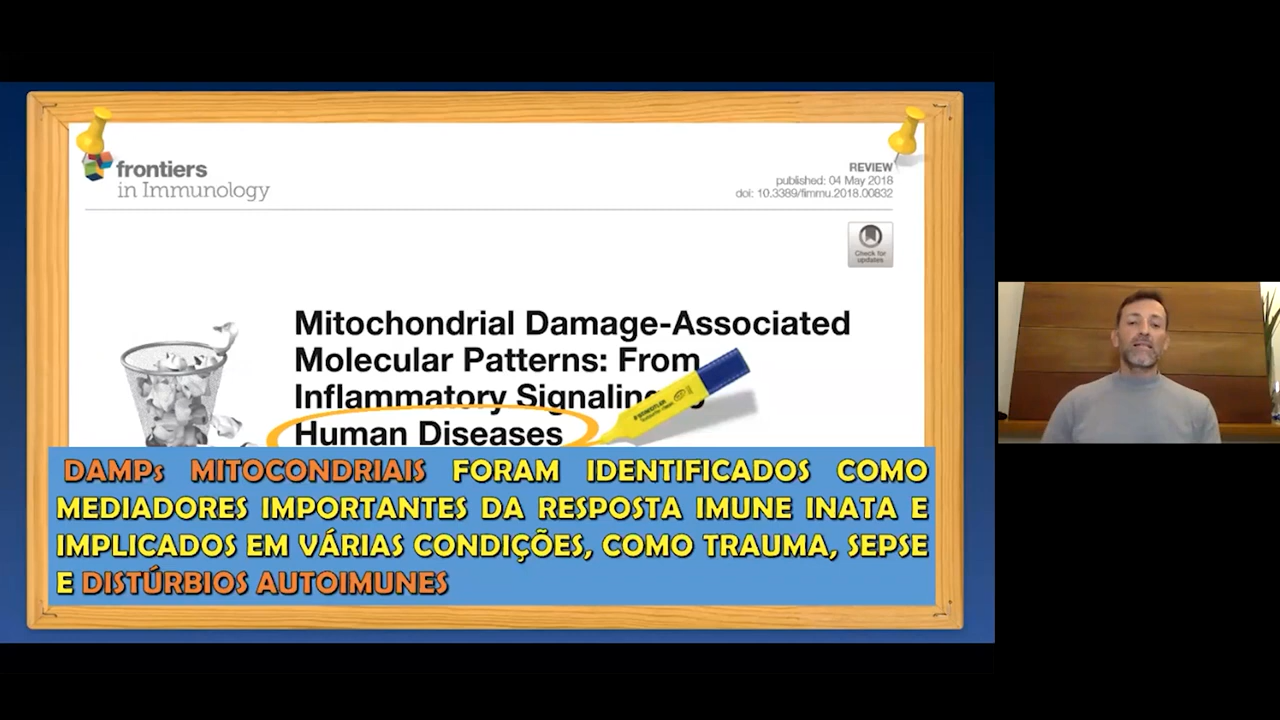 frontiers
in Immunology
REVIEW
published: 04 May 2018
doi: 10.3389/fimmu.2018.00832
Check for
updates
Mitochondrial Damage-Associated
Molecular Patterns: From
Inflammatory Signaling
Human Diseases
STAEDTLER
DAMPs MITOCONDRIAIS FORAM IDENTIFICADOS COMO
MEDIADORES IMPORTANTES DA RESPOSTA IMUNE INATA E
IMPLICADOS EM VÁRIAS CONDIÇÕES, COMO TRAUMA, SEPSE
E DISTÚRBIOS AUTOIMUNES